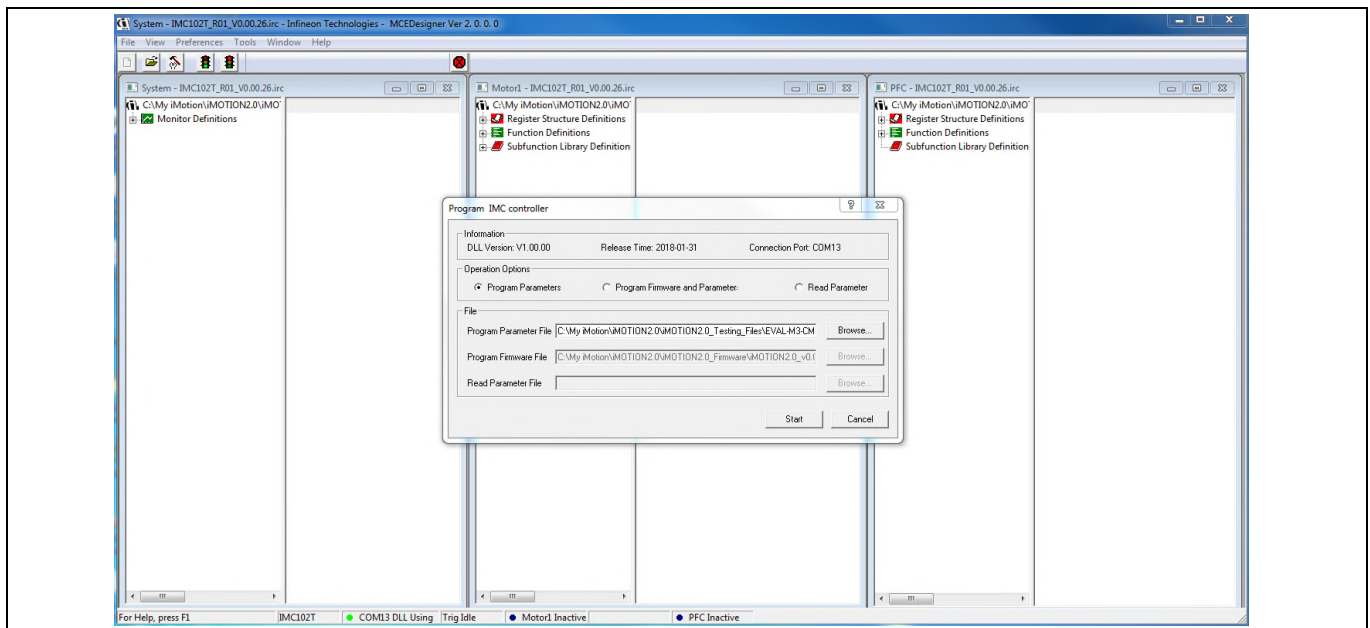 System - IMC102T_R01_V0.00.26.irc - Infineon Technologies - MCEDesigner Ver 2. 0. 0. 0
File View Preferences Tools Window Help
System - IMC102T_R01_V0.00.26.irc
C:\My iMotion\iMOTION2.0\iMO
Monitor Definitions
Motor1 - IMC102T_R01_V0.00.26.irc
C:\My iMotion\iMOTION2.0\iMO
Register Structure Definitions
Function Definitions
Subfunction Library Definition
PFC - IMC102T_R01_V0.00.26.irc
C:\My iMotion\iMOTION2.0\iMO
Register Structure Definitions
Function Definitions
Subfunction Library Definition
Program IMC controller
Information
DLL Version: V1.00.00 Release Time: 2018-01-31 Connection Port: COM13
Operation Options
Program Parameters Program Firmware and Parameter: Read Parameter
File
Program Parameter File C:\My iMotion\iMOTION2.0\iMOTION2.0_Testing_Files\EVAL-M3-CM Browse...
Program Firmware File C:\My iMotion\iMOTION2.0\iMOTION2.0_Firmware\iMOTION2.0_v0.( Browse...
Read Parameter File Browse...
Start Cancel
For Help, press F1 IMC102T COM13 DLL Using Trig Idle Motor1 Inactive PFC Inactive